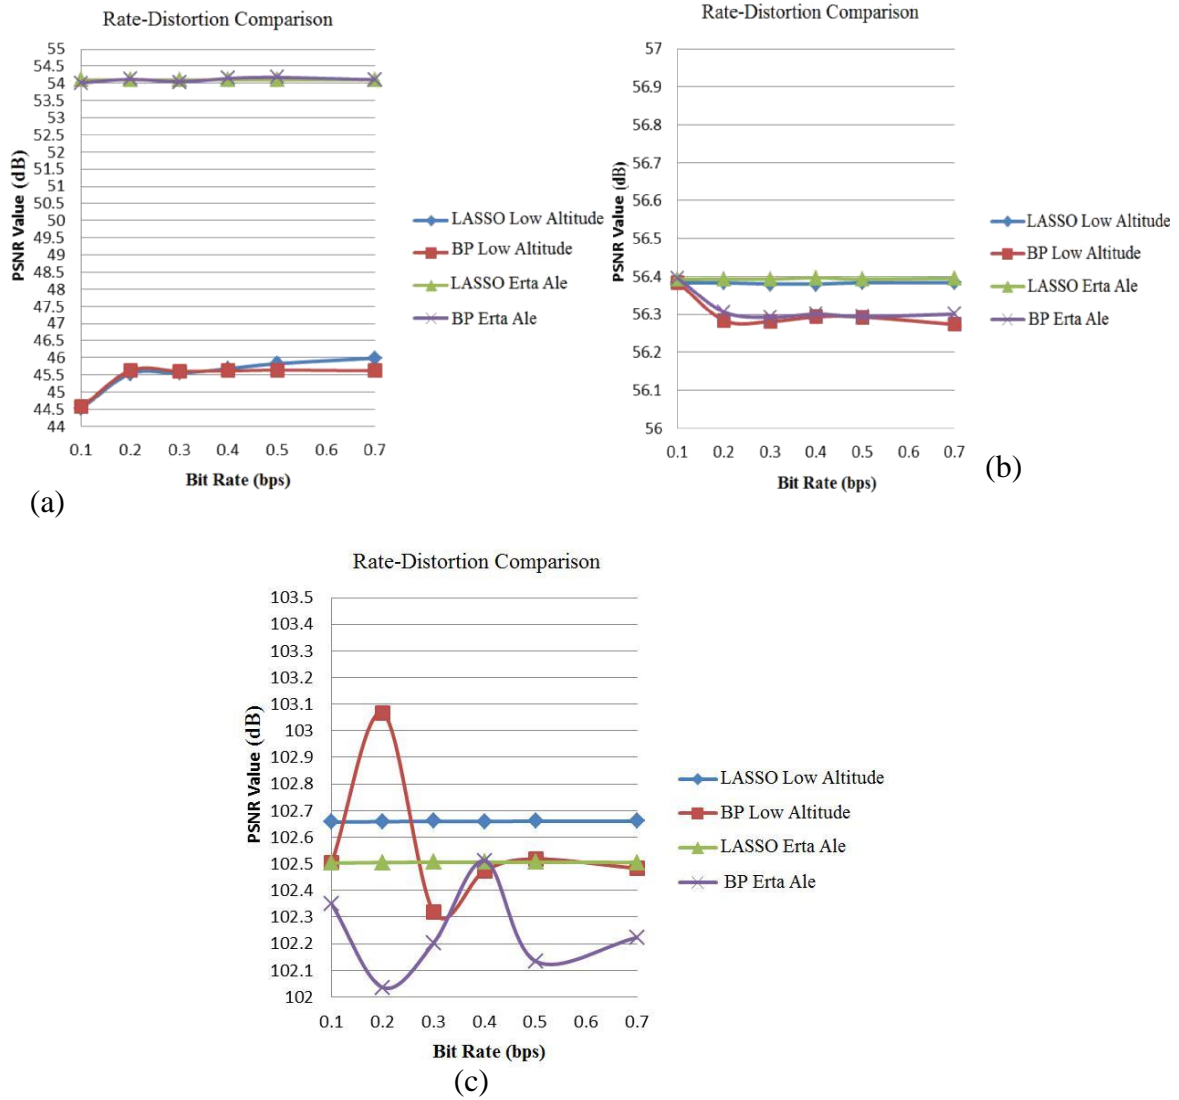 Rate-Distortion Comparison
55
54.5
54
53.5
53
52.5
52
51.5
51
50.5
50
49.5
49
48.5
48
47.5
47
46.5
46
45.5
45
44.5
44
PSNR Value (dB)
0.1 0.2 0.3 0.4 0.5 0.6 0.7
Bit Rate (bps)
LASSO Low Altitude
BP Low Altitude
LASSO Erta Ale
BP Erta Ale
(a)
Rate-Distortion Comparison
57
56.9
56.8
56.7
56.6
56.5
56.4
56.3
56.2
56.1
56
PSNR Value (dB)
0.1 0.2 0.3 0.4 0.5 0.6 0.7
Bit Rate (bps)
LASSO Low Altitude
BP Low Altitude
LASSO Erta Ale
BP Erta Ale
(b)
Rate-Distortion Comparison
103.5
103.4
103.3
103.2
103.1
103
102.9
102.8
102.7
102.6
102.5
102.4
102.3
102.2
102.1
102
PSNR Value (dB)
0.1 0.2 0.3 0.4 0.5 0.6 0.7
Bit Rate (bps)
LASSO Low Altitude
BP Low Altitude
LASSO Erta Ale
BP Erta Ale
(c)